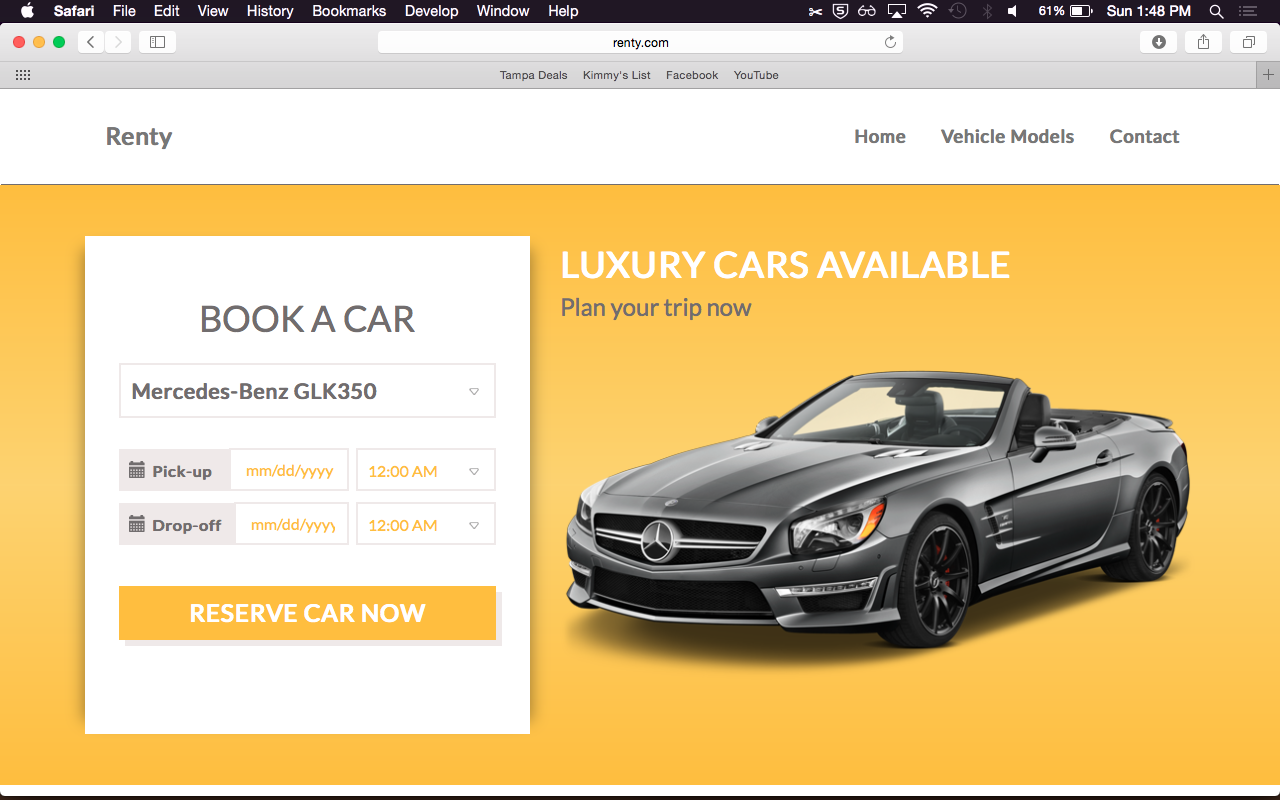 Safari File Edit View History Bookmarks Develop Window Help 61% Sun 1:48 PM
renty.com
Tampa Deals Kimmy's List Facebook YouTube
Renty Home Vehicle Models Contact
LUXURY CARS AVAILABLE
Plan your trip now
BOOK A CAR
Mercedes-Benz GLK350
Pick-up mm/dd/yyyy 12:00 AM
Drop-off mm/dd/yyyy 12:00 AM
RESERVE CAR NOW